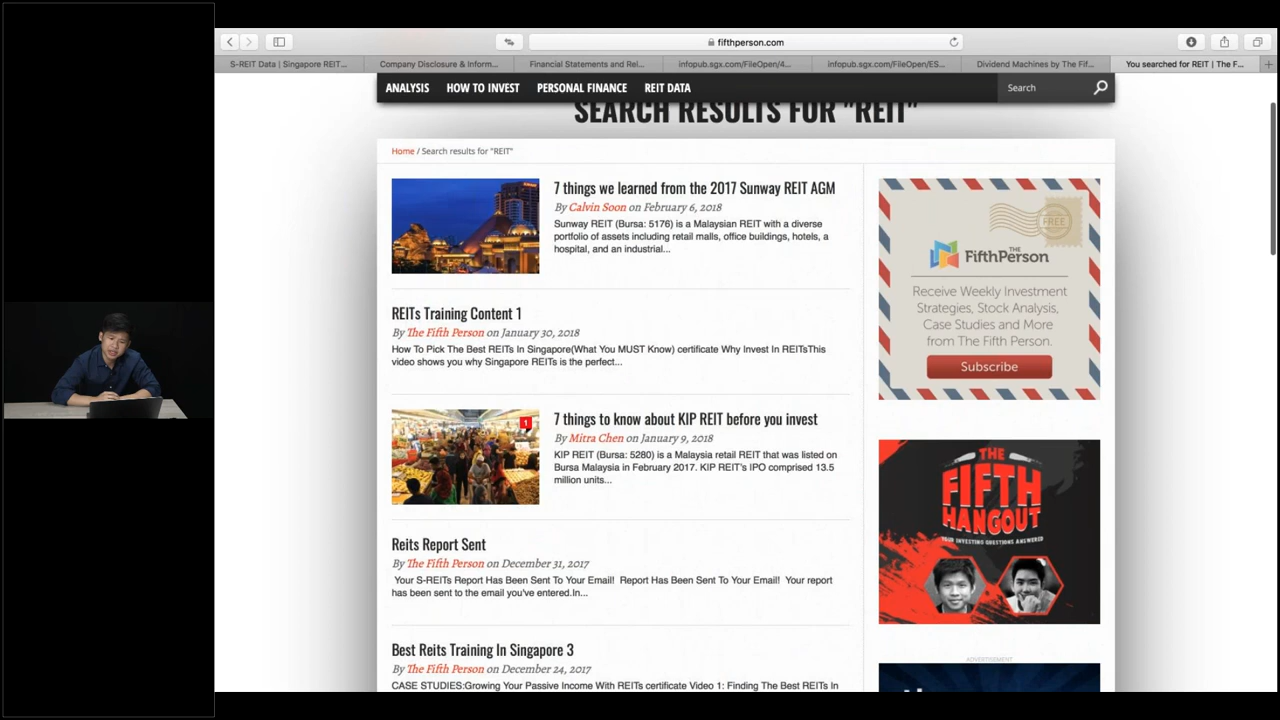 fifthperson.com
S-REIT Data | Singapore REIT...
Company Disclosure & Inform...
Financial Statements and Rel...
infopub.sgx.com/FileOpen/4...
infopub.sgx.com/FileOpen/ES...
Dividend Machines by The Fif...
You searched for REIT | The F...
ANALYSIS
HOW TO INVEST
PERSONAL FINANCE
REIT DATA
Search
SEARCH RESULTS FOR "REIT"
Home / Search results for "REIT"
7 things we learned from the 2017 Sunway REIT AGM
By Calvin Soon on February 6, 2018
Sunway REIT (Bursa: 5176) is a Malaysian REIT with a diverse
portfolio of assets including retail malls, office buildings, hotels, a
hospital, and an industrial...
REITs Training Content 1
By The Fifth Person on January 30, 2018
How To Pick The Best REITs In Singapore(What You MUST Know) certificate Why Invest In REITsThis
video shows you why Singapore REITs is the perfect...
1
7 things to know about KIP REIT before you invest
By Mitra Chen on January 9, 2018
KIP REIT (Bursa: 5280) is a Malaysia retail REIT that was listed on
Bursa Malaysia in February 2017. KIP REIT's IPO comprised 13.5
million units...
Reits Report Sent
By The Fifth Person on December 31, 2017
Your S-REITs Report Has Been Sent To Your Email!  Report Has Been Sent To Your Email!  Your report
has been sent to the email you've entered.In...
Best Reits Training In Singapore 3
By The Fifth Person on December 24, 2017
CASE STUDIES:Growing Your Passive Income With REITs certificate Video 1: Finding The Best REITs In
FREE
THE
FifthPerson
Receive Weekly Investment
Strategies, Stock Analysis,
Case Studies and More
from The Fifth Person.
Subscribe
THE
FIFTH
HANGOUT
YOUR INVESTING QUESTIONS ANSWERED
ADVERTISEMENT